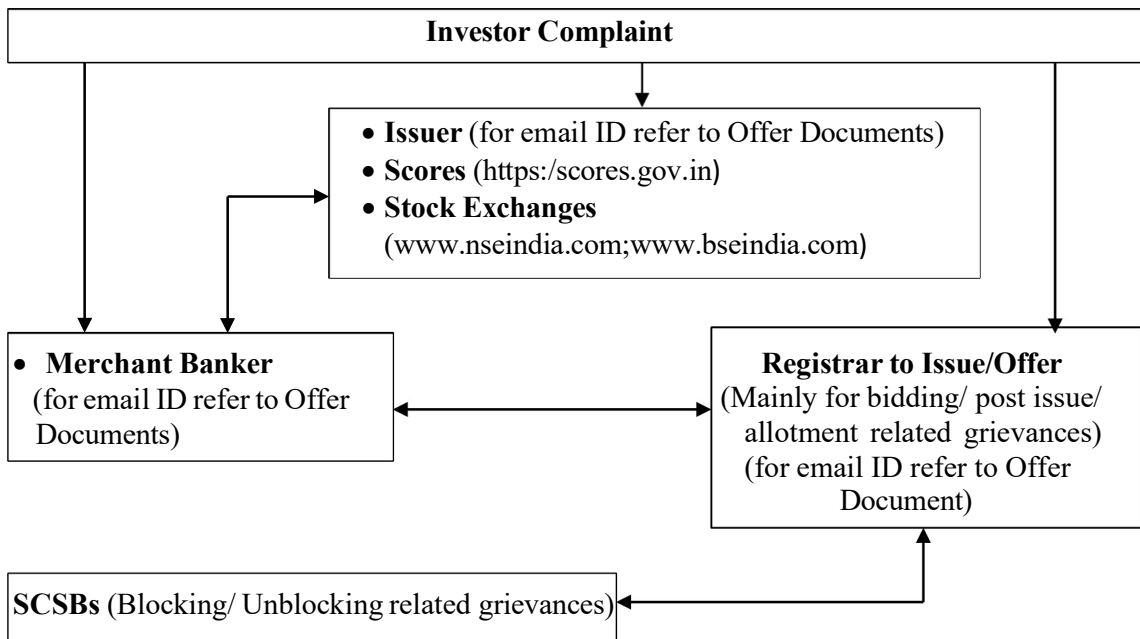 Investor Complaint
• Issuer (for email ID refer to Offer Documents)
• Scores (https:/scores.gov.in)
• Stock Exchanges
(www.nseindia.com;www.bseindia.com)
• Merchant Banker
(for email ID refer to Offer
Documents)
Registrar to Issue/Offer
(Mainly for bidding/ post issue/
allotment related grievances)
(for email ID refer to Offer
Document)
SCSBs (Blocking/ Unblocking related grievances)